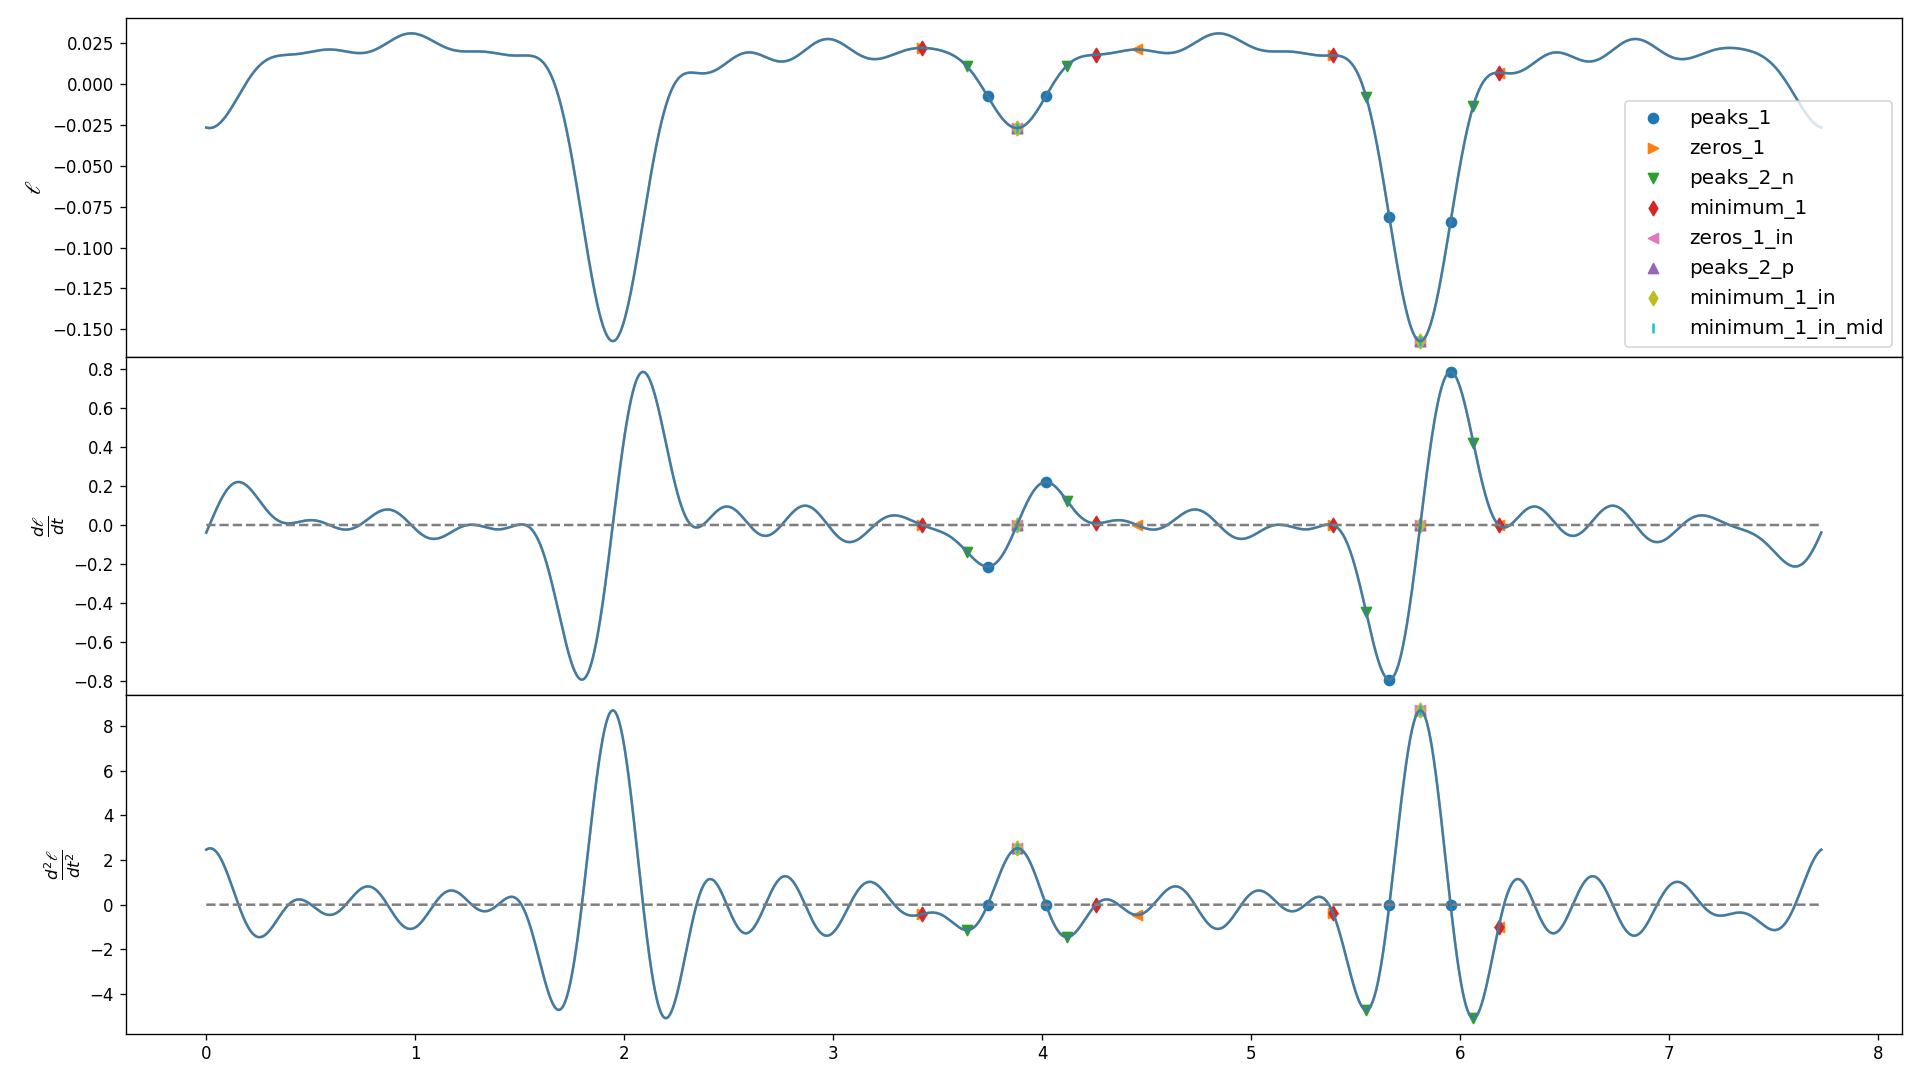 0.025
0.000
−0.025
−0.050
−0.075
−0.100
−0.125
−0.150
ℓ
peaks_1
zeros_1
peaks_2_n
minimum_1
zeros_1_in
peaks_2_p
minimum_1_in
minimum_1_in_mid
0.8
0.6
0.4
0.2
0.0
−0.2
−0.4
−0.6
−0.8
dℓ
dt
8
6
4
2
0
−2
−4
d²ℓ
dt²
0 1 2 3 4 5 6 7 8